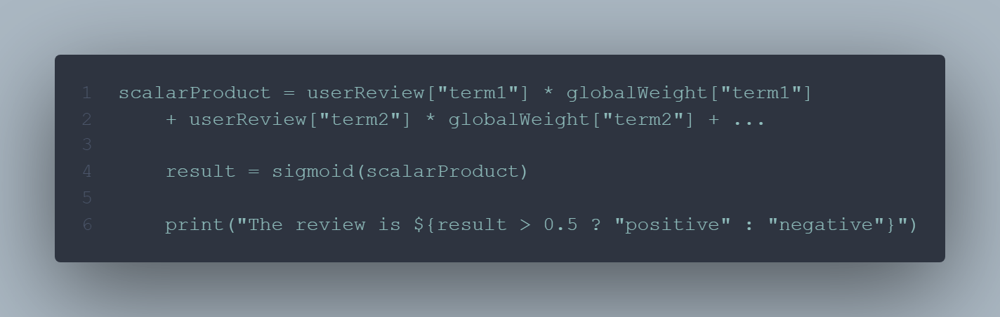 1 scalarProduct = userReview["term1"] * globalWeight["term1"]
2     + userReview["term2"] * globalWeight["term2"] + ...
3
4     result = sigmoid(scalarProduct)
5
6     print("The review is ${result > 0.5 ? "positive" : "negative"}")